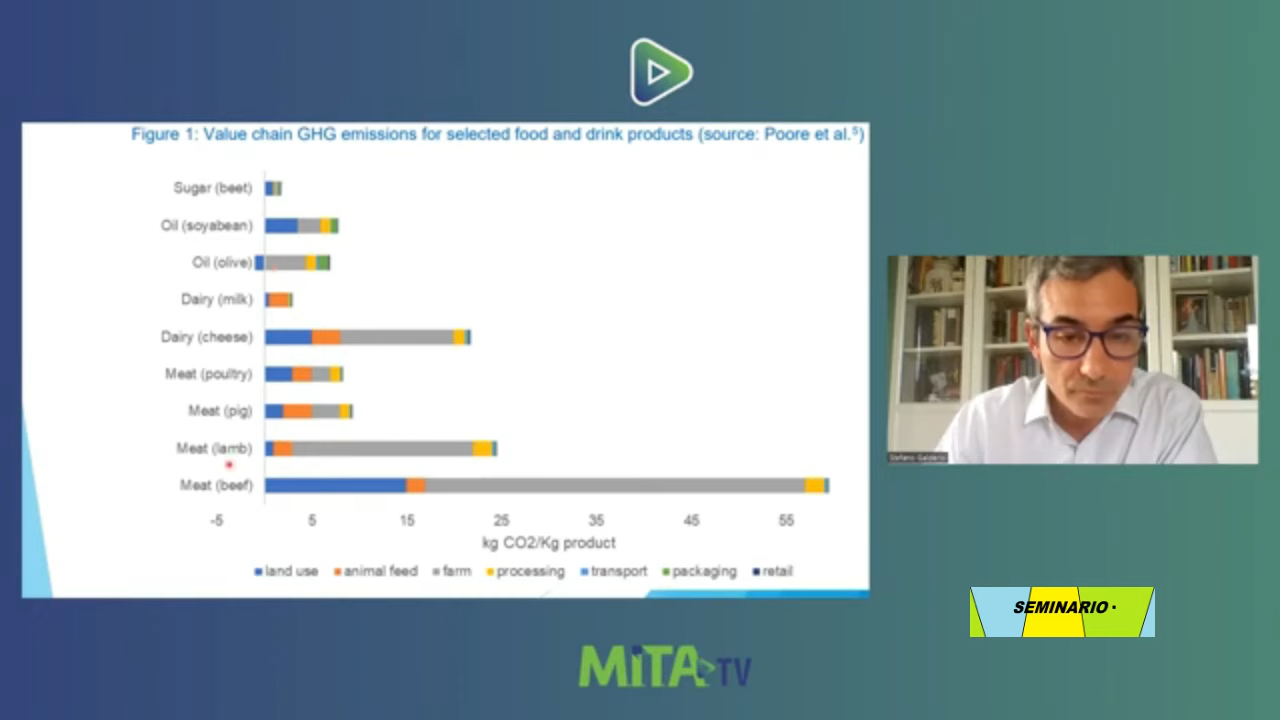 Figure 1: Value chain GHG emissions for selected food and drink products (source: Poore et al.⁵)
Sugar (beet)
Oil (soyabean)
Oil (olive)
Dairy (milk)
Dairy (cheese)
Meat (poultry)
Meat (pig)
Meat (lamb)
Meat (beef)
-5 5 15 25 35 45 55
kg CO2/Kg product
land use animal feed farm processing transport packaging retail
SEMINARIO ·
MiTA TV